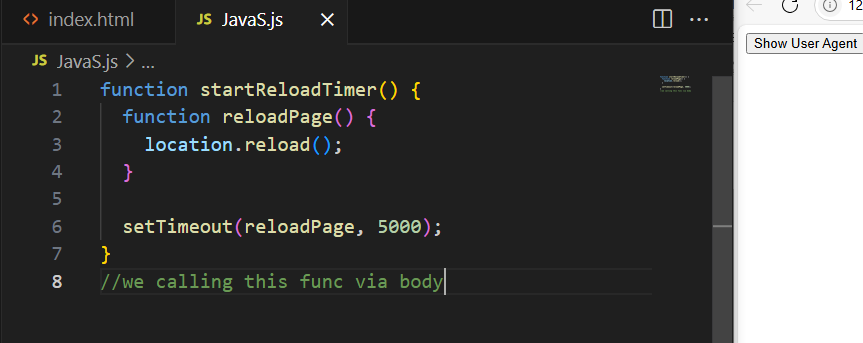 index.html
JS JavaS.js
JS JavaS.js > ...
1 function startReloadTimer() {
2 function reloadPage() {
3 location.reload();
4 }
5
6 setTimeout(reloadPage, 5000);
7 }
8 //we calling this func via body
12
Show User Agent